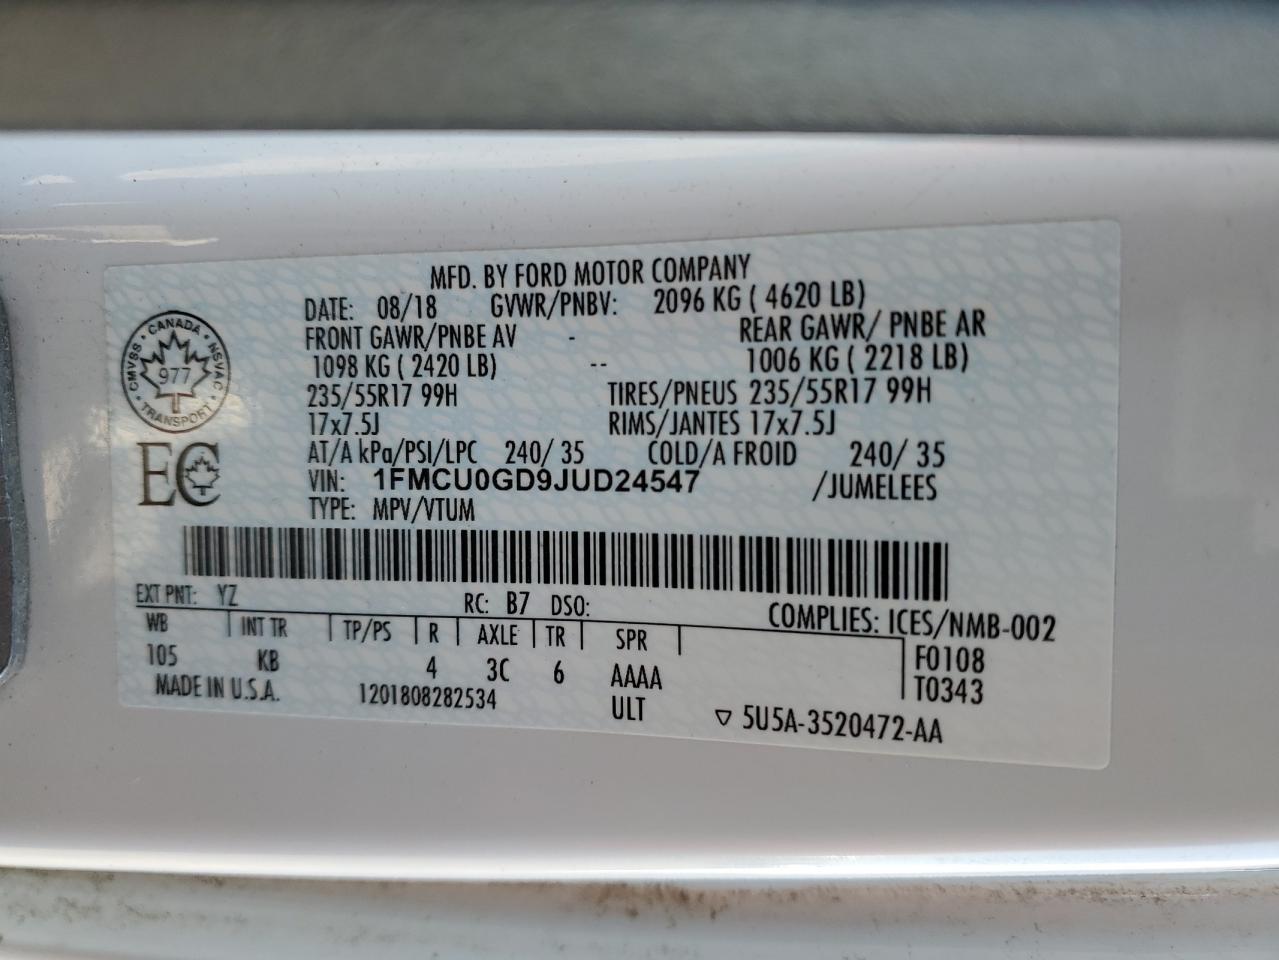 MFD. BY FORD MOTOR COMPANY
DATE: 08/18 GVWR/PNBV: 2096 KG ( 4620 LB)
FRONT GAWR/PNBE AV - REAR GAWR/ PNBE AR
1098 KG ( 2420 LB) -- 1006 KG ( 2218 LB)
235/55R17 99H TIRES/PNEUS 235/55R17 99H
17x7.5J RIMS/JANTES 17x7.5J
AT/A kPa/PSI/LPC 240/ 35 COLD/A FROID 240/ 35
VIN: 1FMCU0GD9JUD24547 /JUMELEES
TYPE: MPV/VTUM
CANADA
CMVSS · NSVAC
977
TRANSPORT
EC
EXT PNT: YZ RC: B7 DSO: COMPLIES: ICES/NMB-002
WB INT TR TP/PS R AXLE TR SPR F0108
105 KB 4 3C 6 AAAA T0343
MADE IN U.S.A. 1201808282534 ULT ▽ 5U5A-3520472-AA